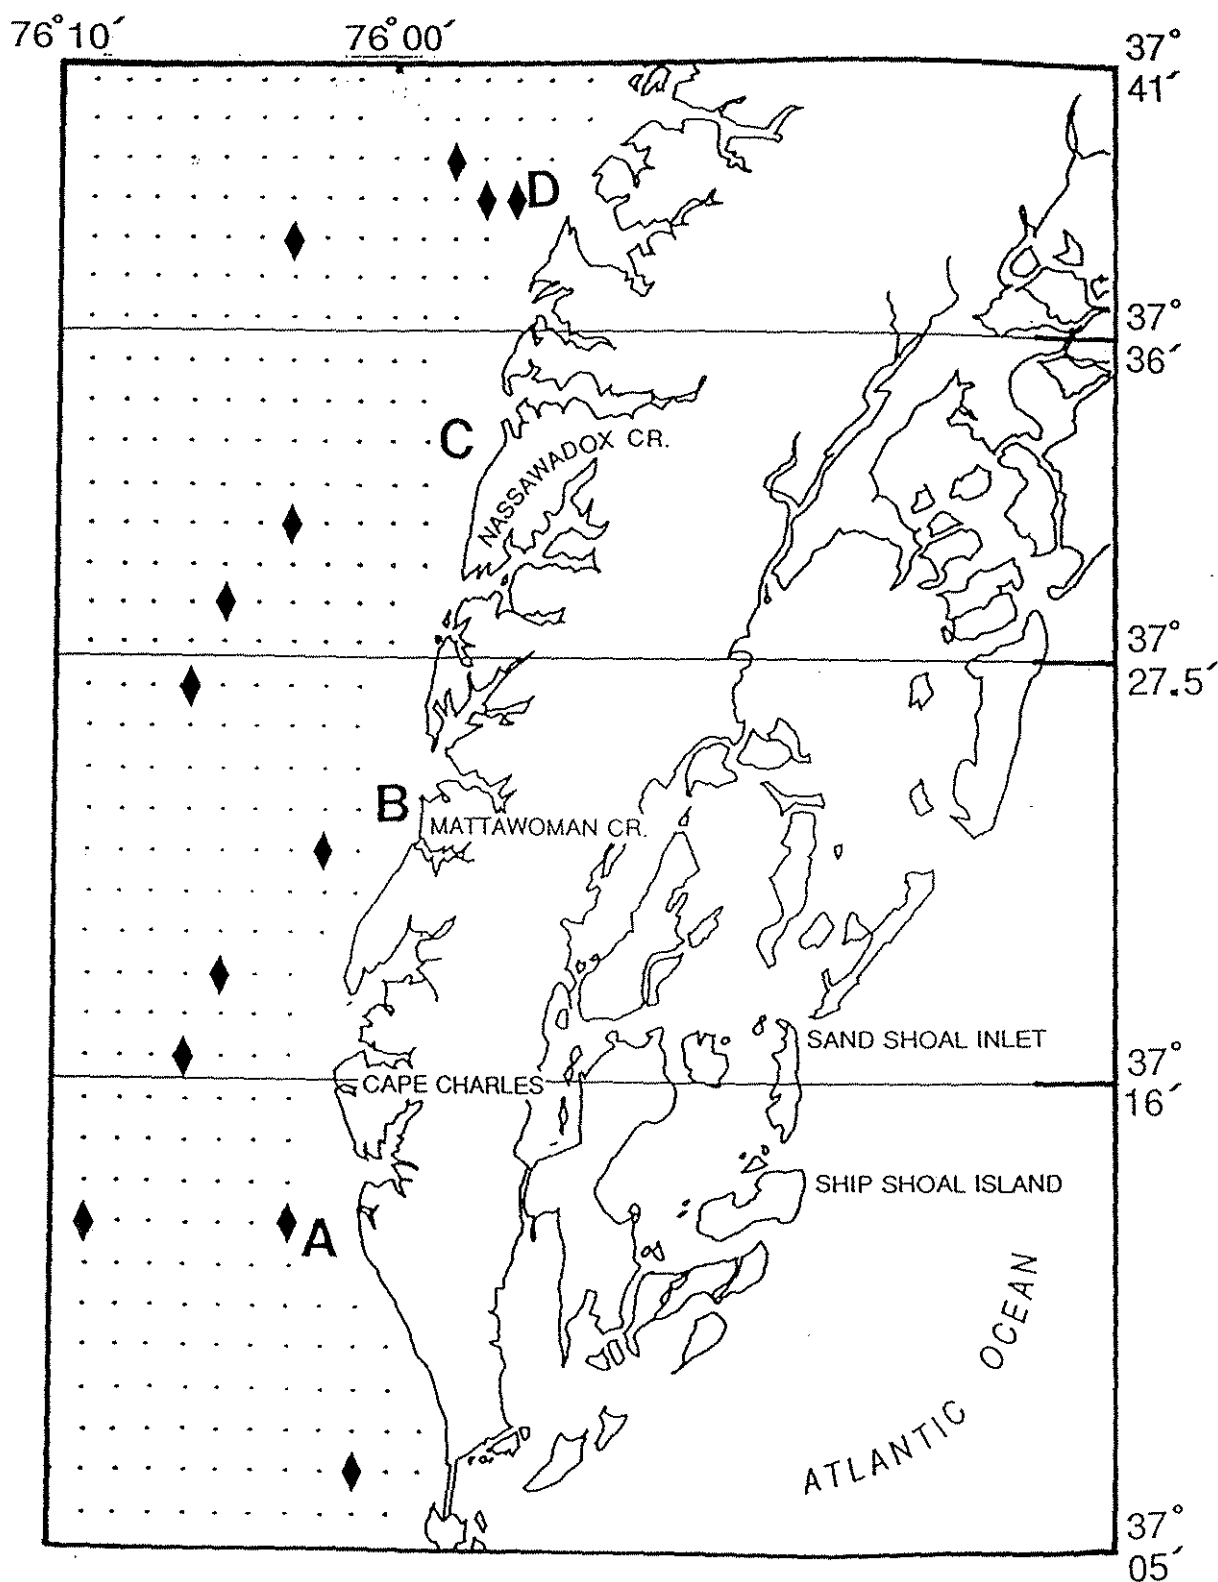 76°10′
76°00′
37°
41′
D
37°
36′
C
NASSAWADOX CR.
37°
27.5′
B
MATTAWOMAN CR.
SAND SHOAL INLET
37°
CAPE CHARLES
16′
SHIP SHOAL ISLAND
A
ATLANTIC OCEAN
37°
05′